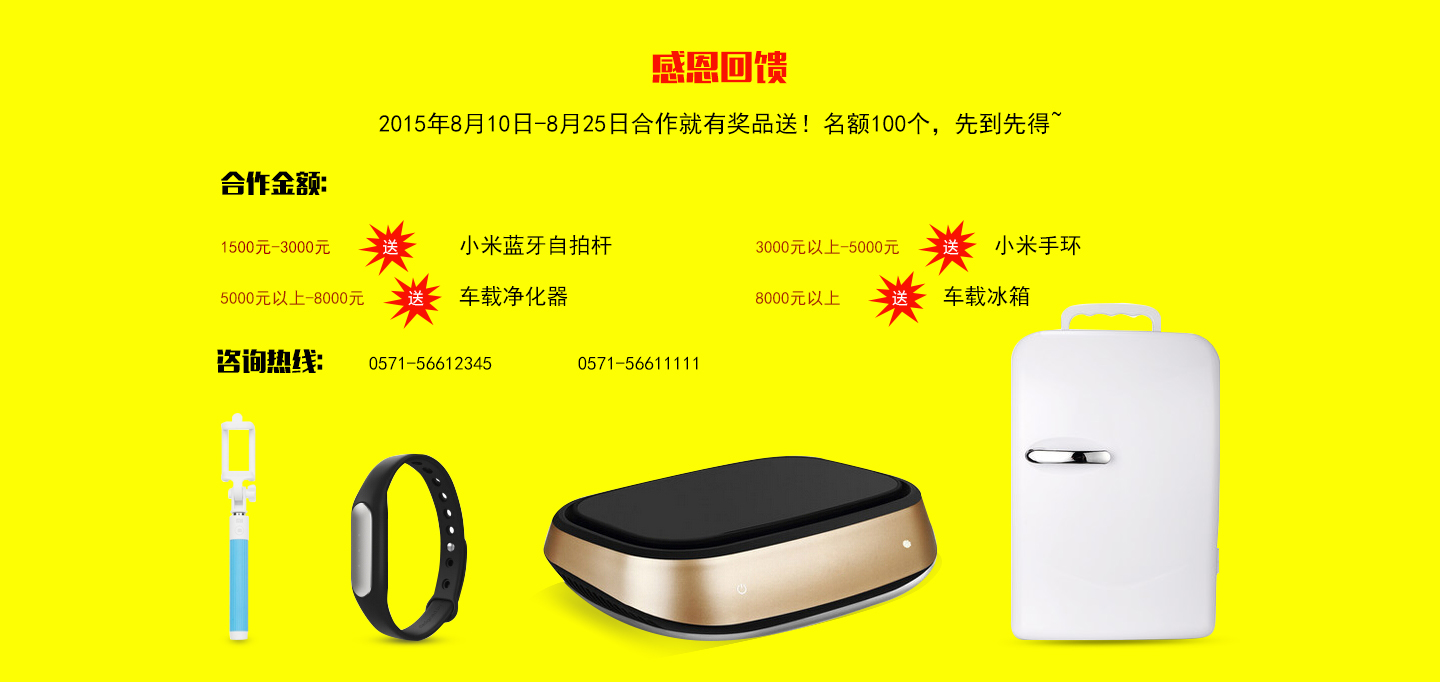 感恩回馈
2015年8月10日-8月25日合作就有奖品送！名额100个，先到先得~
合作金额：
1500元-3000元 送 小米蓝牙自拍杆 3000元以上-5000元 送 小米手环
5000元以上-8000元 送 车载净化器 8000元以上 送 车载冰箱
咨询热线： 0571-56612345 0571-56611111